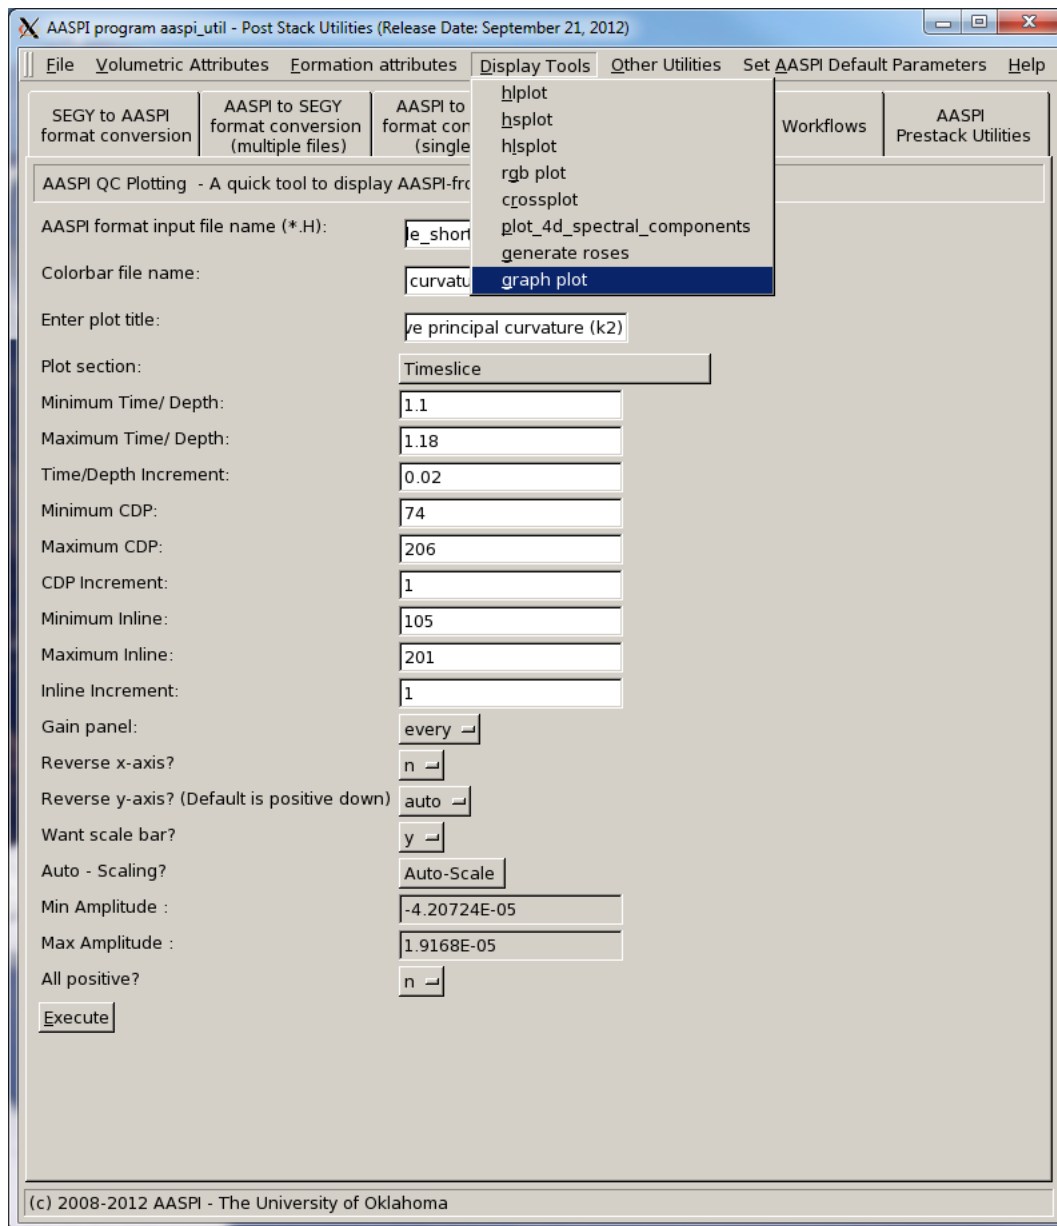 AASPI program aaspi_util - Post Stack Utilities (Release Date: September 21, 2012)
File Volumetric Attributes Formation attributes Display Tools Other Utilities Set AASPI Default Parameters Help
SEGY to AASPI
format conversion
AASPI to SEGY
format conversion
(multiple files)
AASPI to
format con
(single
Workflows
AASPI
Prestack Utilities
hlplot
hsplot
hlsplot
rgb plot
crossplot
plot_4d_spectral_components
generate roses
graph plot
AASPI QC Plotting - A quick tool to display AASPI-fro
AASPI format input file name (*.H): le_short
Colorbar file name: curvatu
Enter plot title: ve principal curvature (k2)
Plot section: Timeslice
Minimum Time/ Depth: 1.1
Maximum Time/ Depth: 1.18
Time/Depth Increment: 0.02
Minimum CDP: 74
Maximum CDP: 206
CDP Increment: 1
Minimum Inline: 105
Maximum Inline: 201
Inline Increment: 1
Gain panel: every
Reverse x-axis? n
Reverse y-axis? (Default is positive down) auto
Want scale bar? y
Auto - Scaling? Auto-Scale
Min Amplitude : -4.20724E-05
Max Amplitude : 1.9168E-05
All positive? n
Execute
(c) 2008-2012 AASPI - The University of Oklahoma